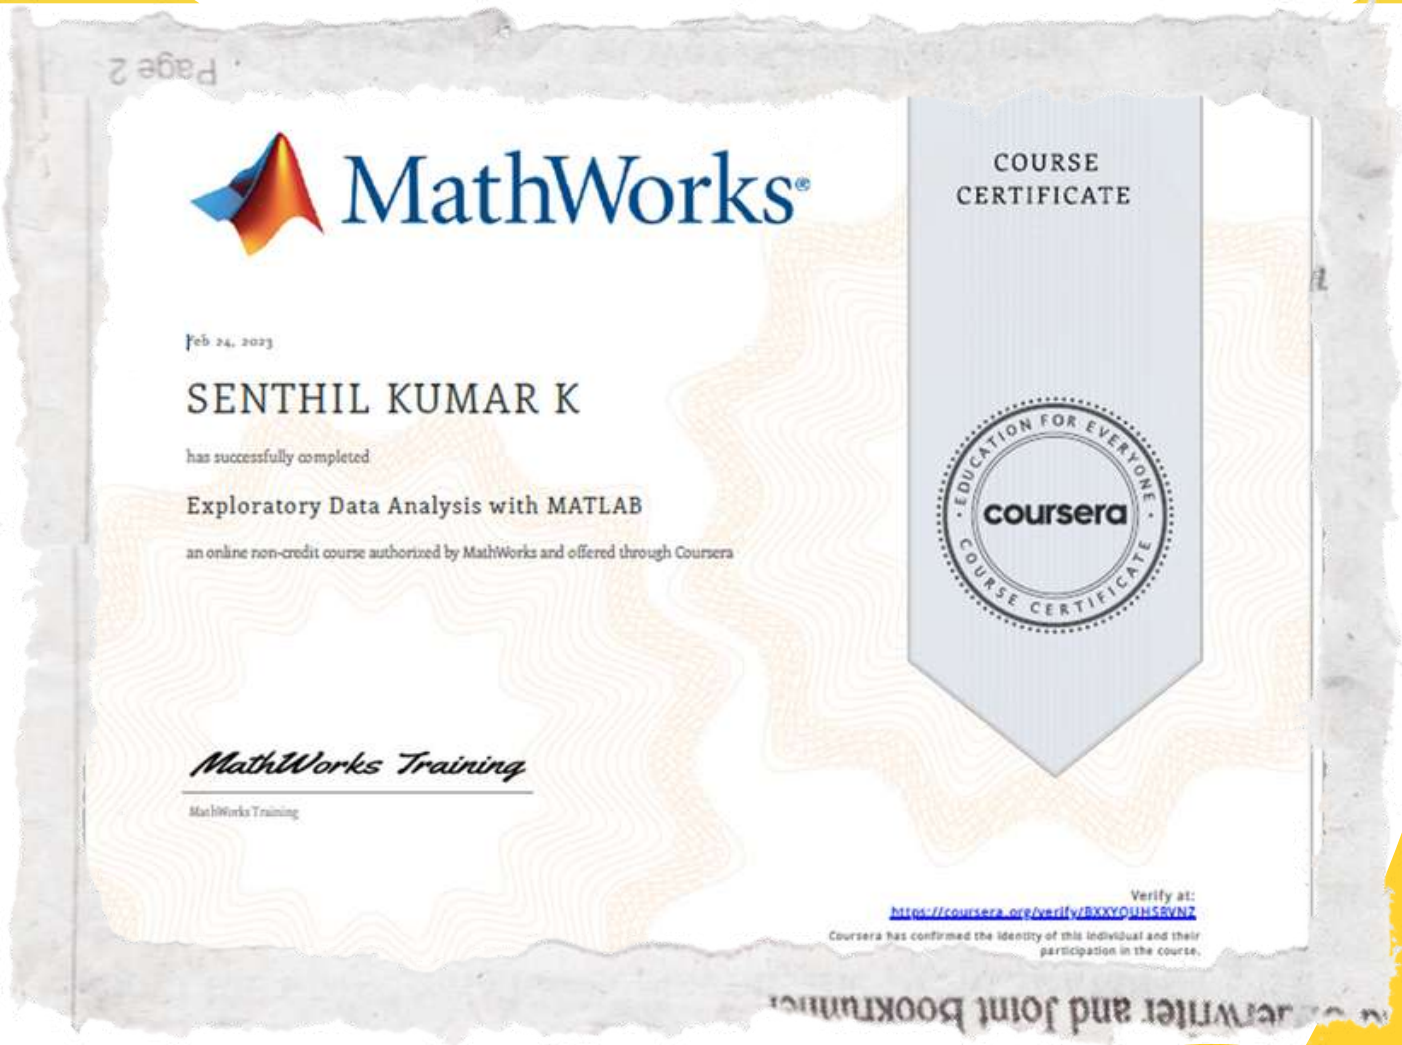 Page 2
MathWorks®
COURSE
CERTIFICATE
Feb 24, 2023
SENTHIL KUMAR K
has successfully completed
Exploratory Data Analysis with MATLAB
an online non-credit course authorized by MathWorks and offered through Coursera
· EDUCATION FOR EVERYONE ·
coursera
COURSE CERTIFICATE
MathWorks Training
MathWorks Training
Verify at:
https://coursera.org/verify/BXXYQUHSRVNZ
Coursera has confirmed the identity of this individual and their
participation in the course.
and Joint Bookrunner